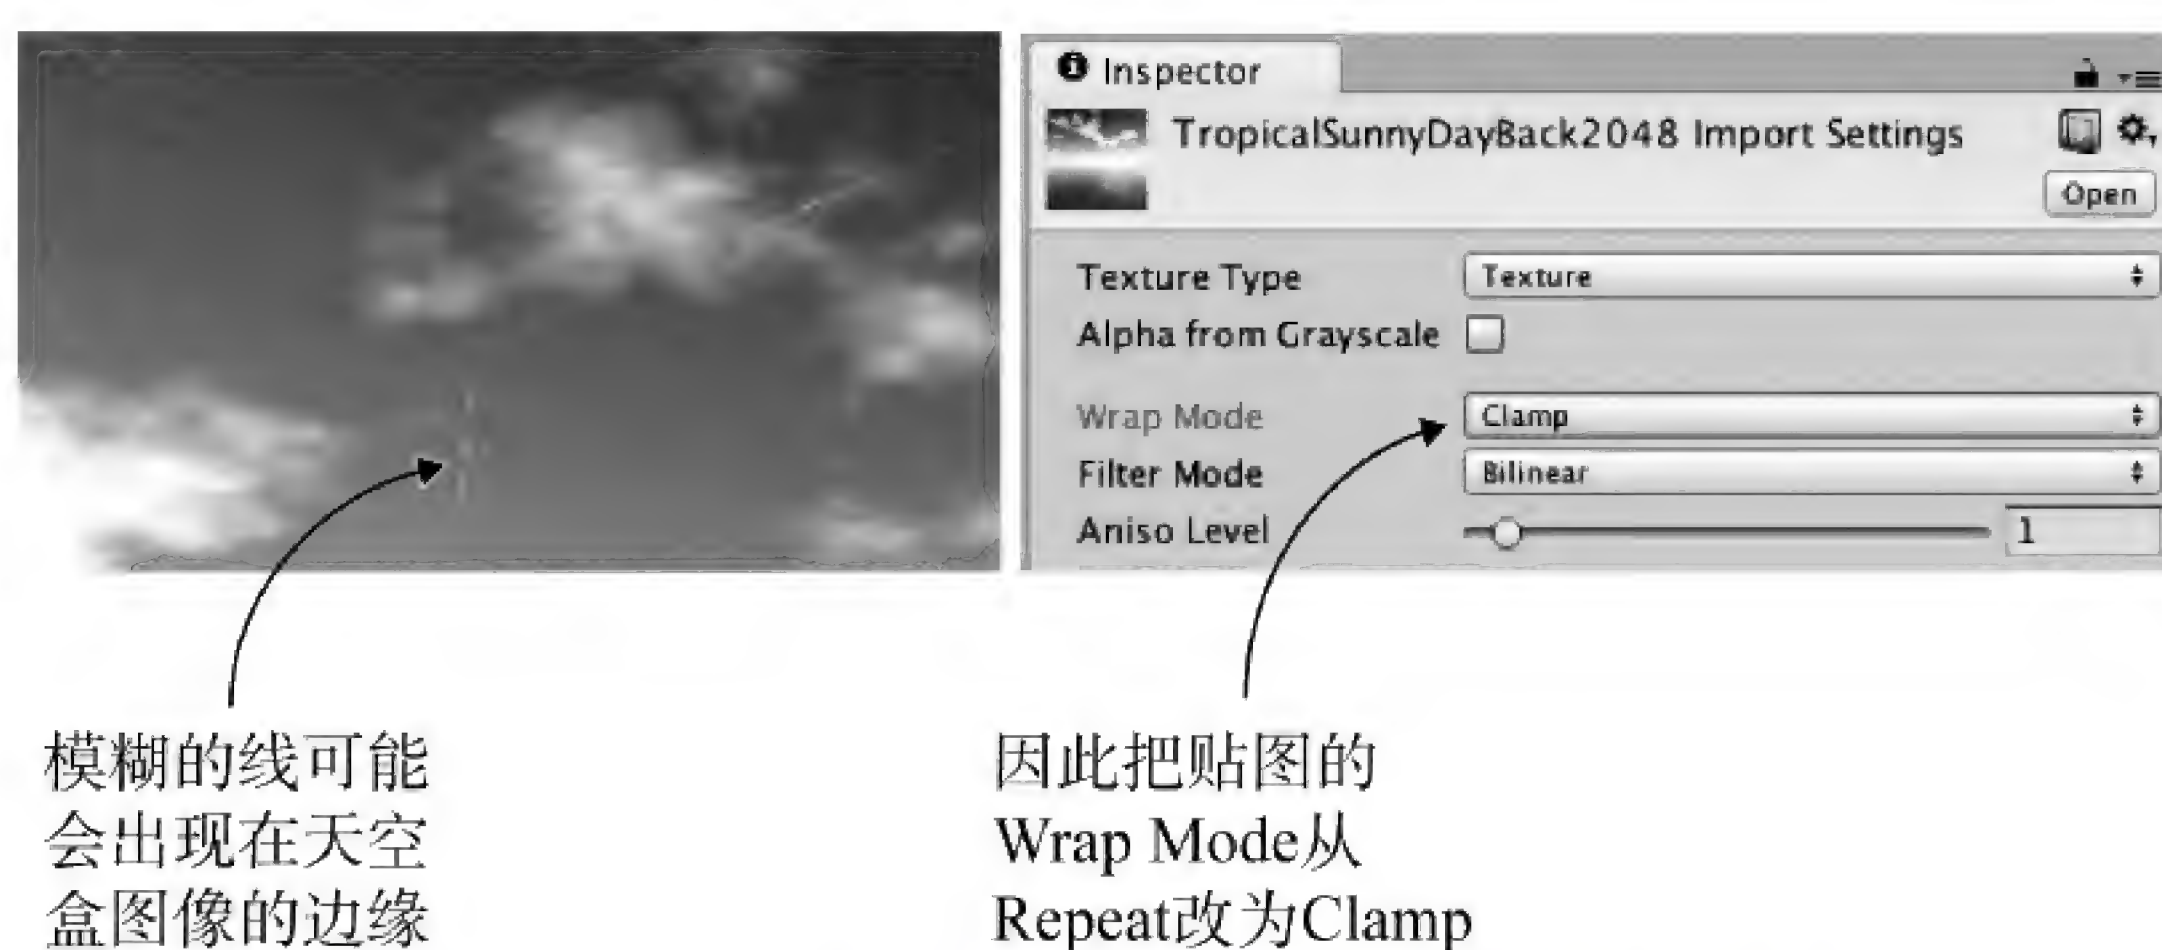 Inspector
TropicalSunnyDayBack2048 Import Settings
Open
Texture Type Texture
Alpha from Grayscale
Wrap Mode Clamp
Filter Mode Bilinear
Aniso Level 1
模糊的线可能
会出现在天空
盒图像的边缘
因此把贴图的
Wrap Mode从
Repeat改为Clamp